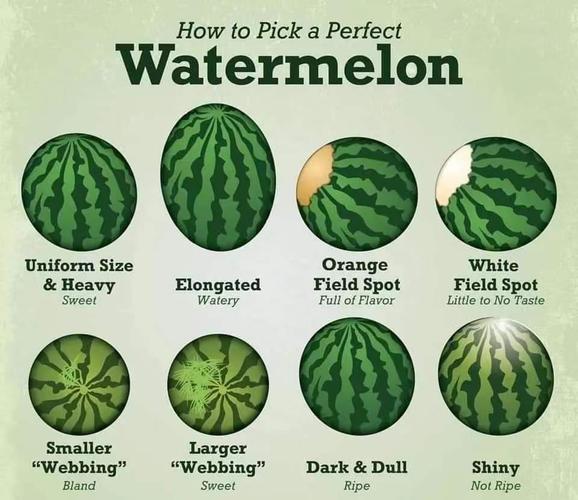 How to Pick a Perfect
Watermelon
Uniform Size
& Heavy
Sweet
Elongated
Watery
Orange
Field Spot
Full of Flavor
White
Field Spot
Little to No Taste
Smaller
“Webbing”
Bland
Larger
“Webbing”
Sweet
Dark & Dull
Ripe
Shiny
Not Ripe